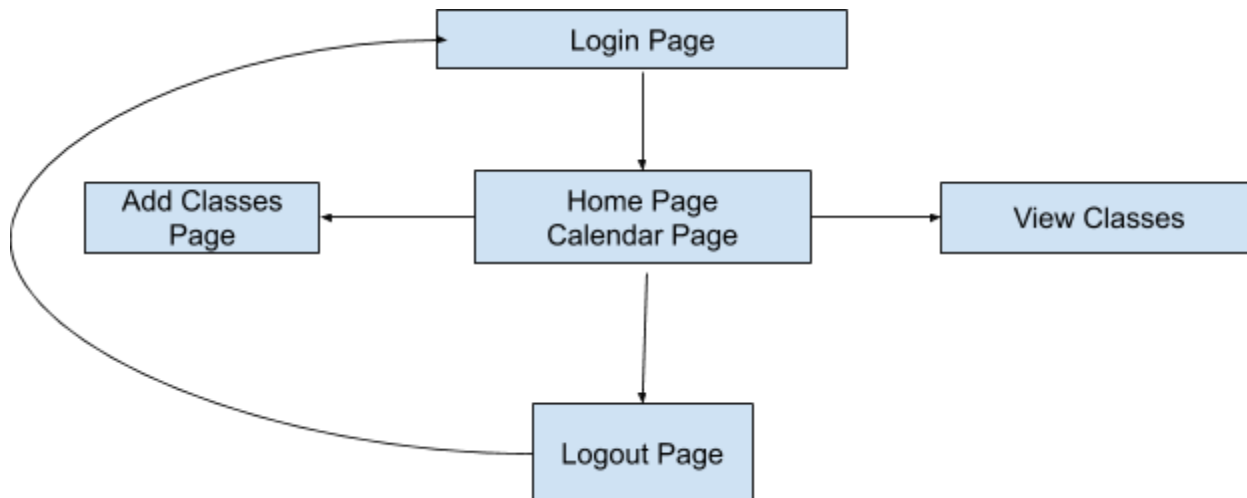 Login Page
Add Classes
Page
Home Page
Calendar Page
View Classes
Logout Page